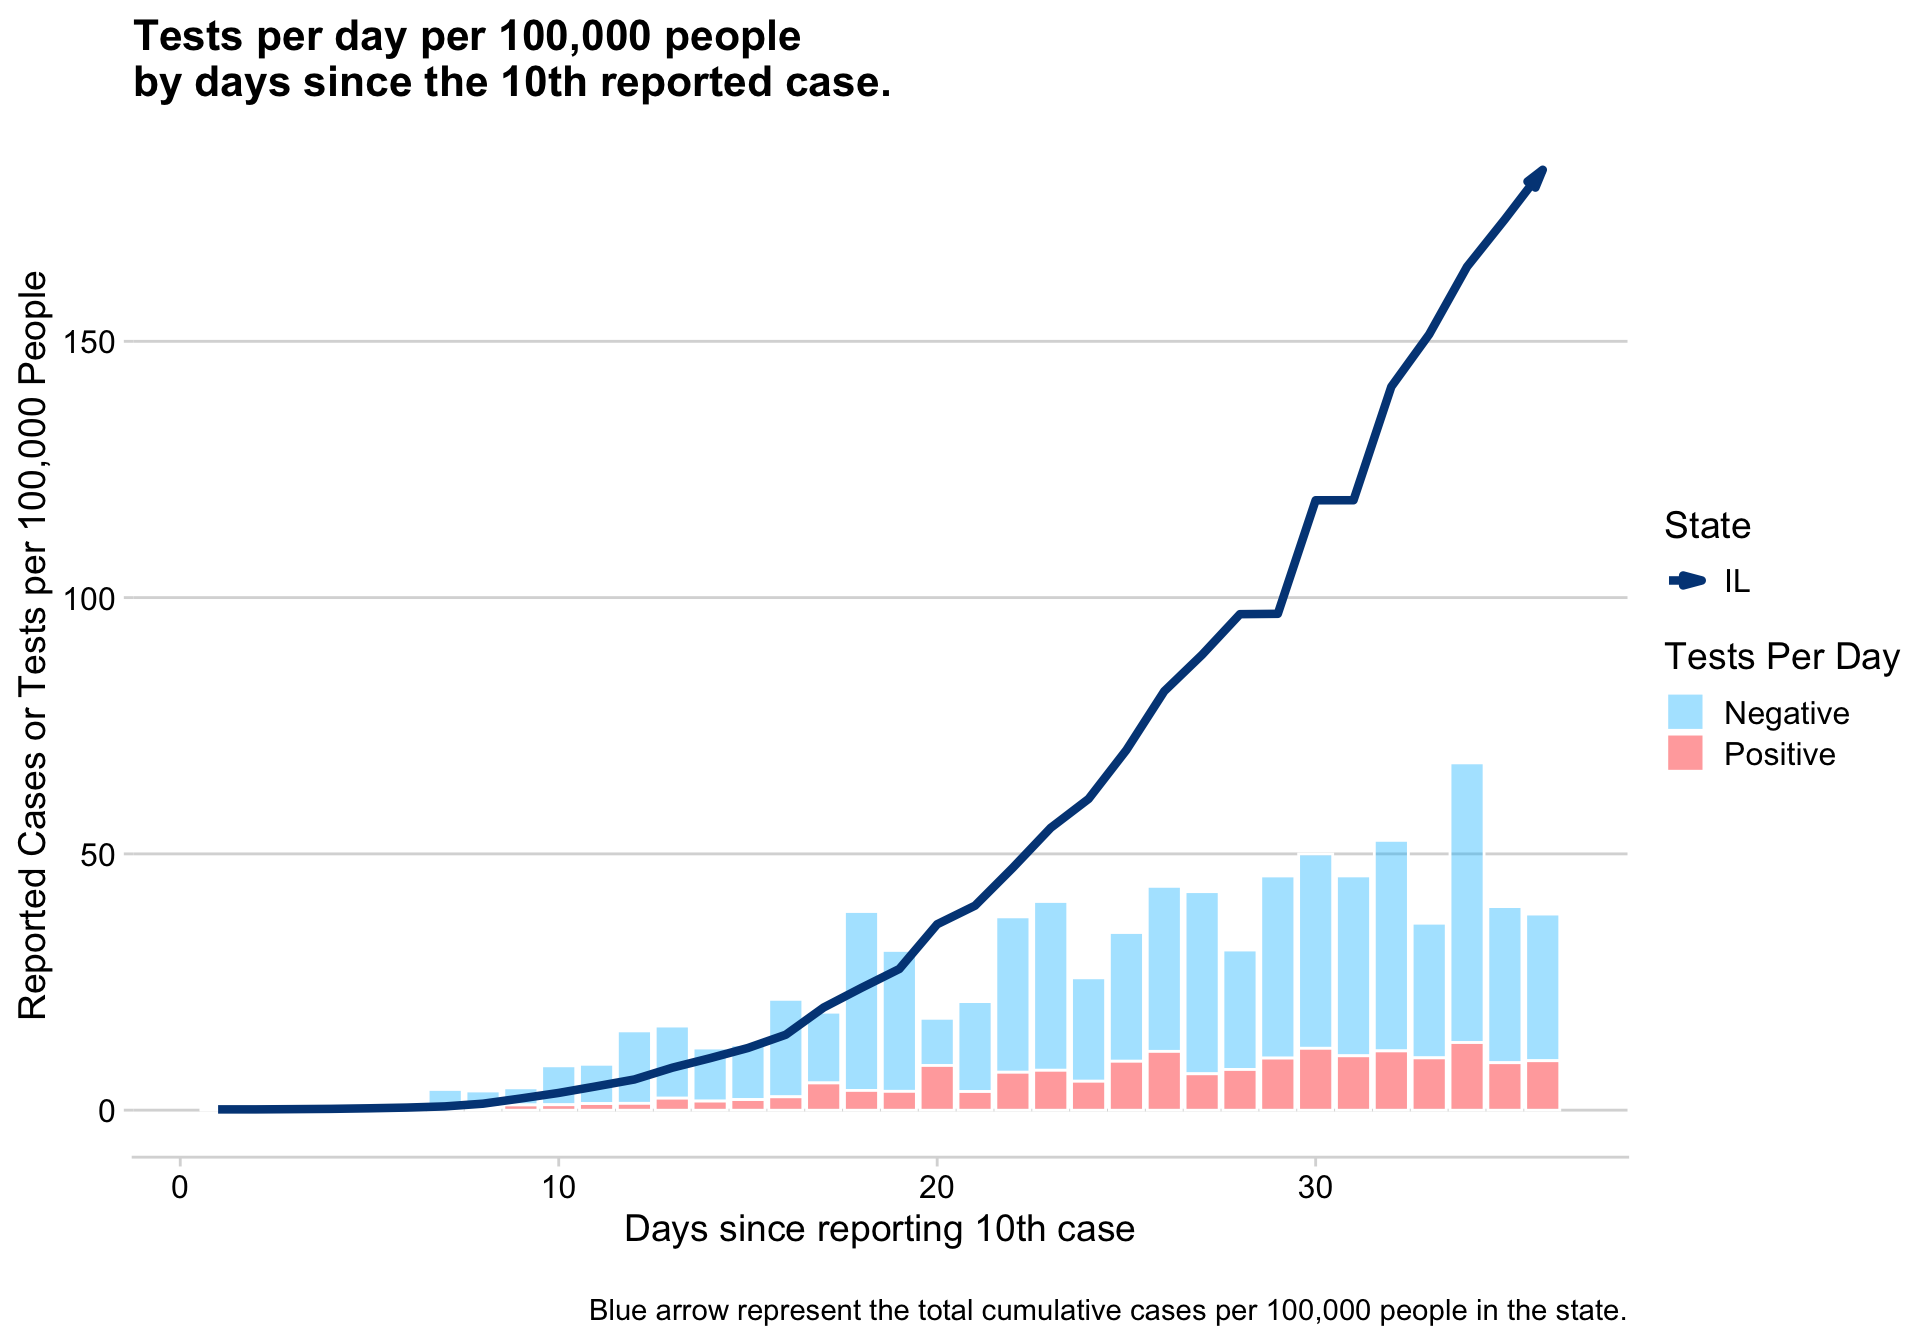 Tests per day per 100,000 people
by days since the 10th reported case.
Reported Cases or Tests per 100,000 People
150
100
50
0
0
10
20
30
Days since reporting 10th case
State
IL
Tests Per Day
Negative
Positive
Blue arrow represent the total cumulative cases per 100,000 people in the state.